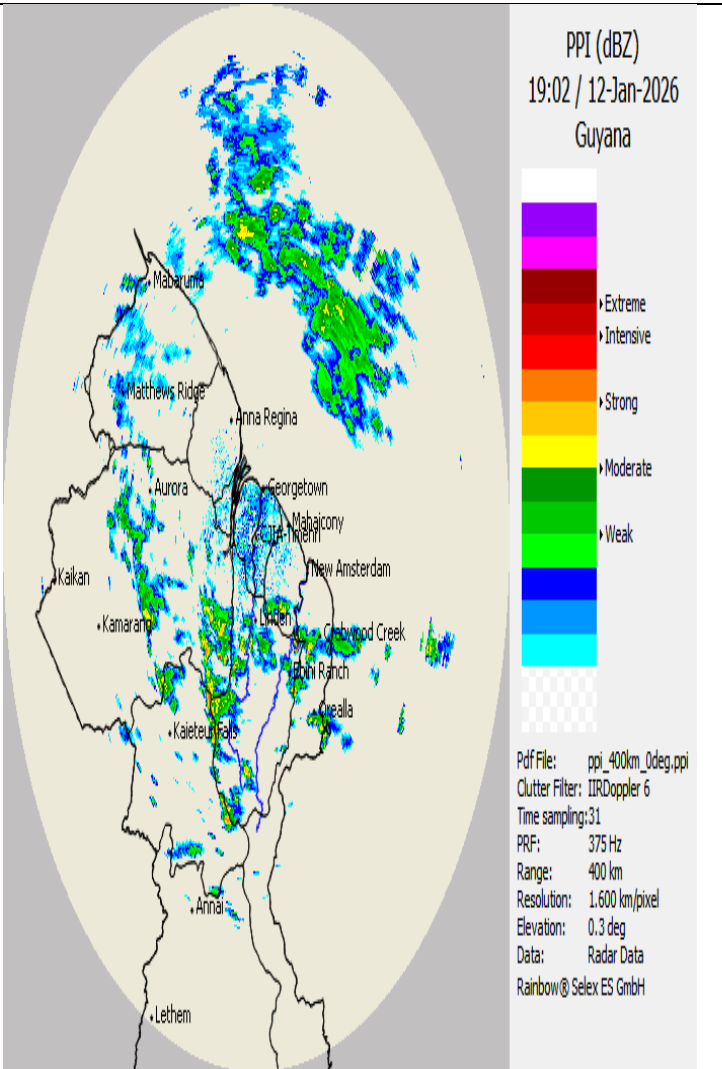 PPI (dBZ)
19:02 / 12-Jan-2026
Guyana
Extreme
Intensive
Strong
Moderate
Weak
Pdf File: ppi_400km_0deg.ppi
Clutter Filter: IIRDoppler 6
Time sampling:31
PRF: 375 Hz
Range: 400 km
Resolution: 1.600 km/pixel
Elevation: 0.3 deg
Data: Radar Data
Rainbow® Selex ES GmbH
Mabaruma
Matthews Ridge
Anna Regina
Aurora
Georgetown
Mahaicony
CJIA-Timehri
New Amsterdam
Kaikan
Kamarang
Linden
Crabwood Creek
Ebini Ranch
Orealla
Kaieteur Falls
Annai
Lethem